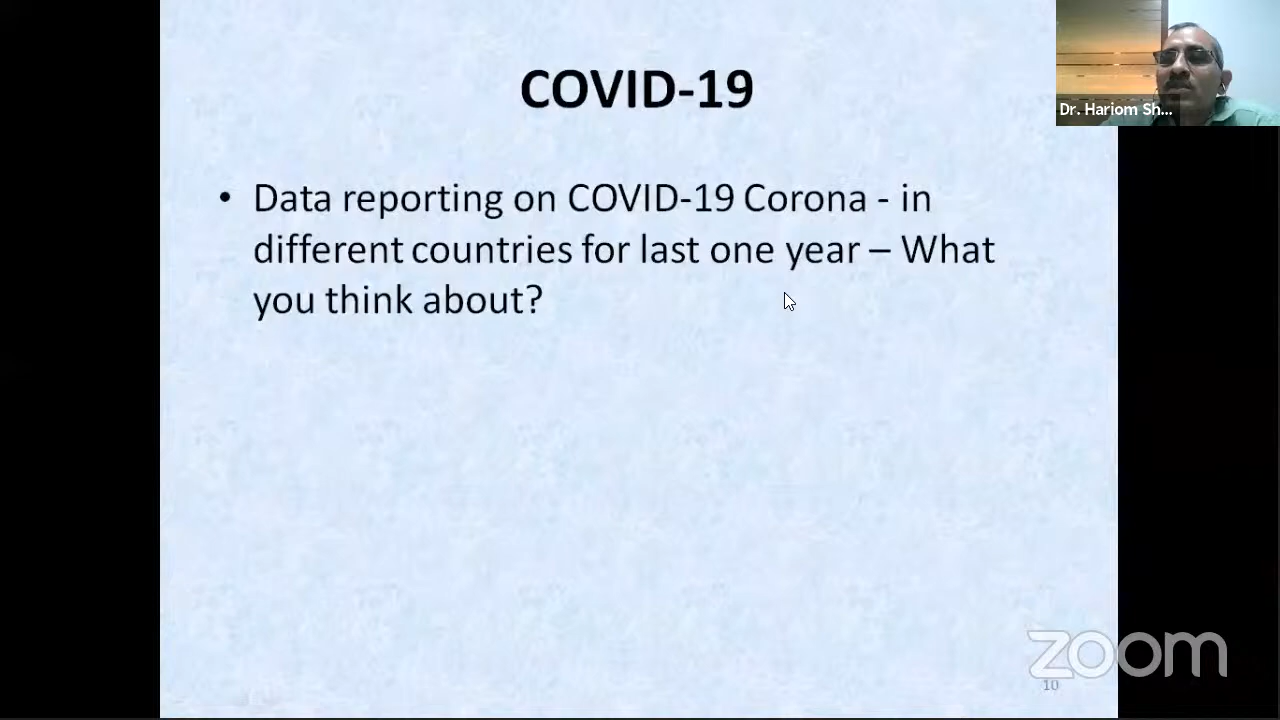 COVID-19
Dr. Hariom Sh...
• Data reporting on COVID-19 Corona - in
different countries for last one year – What
you think about?
zoom
10